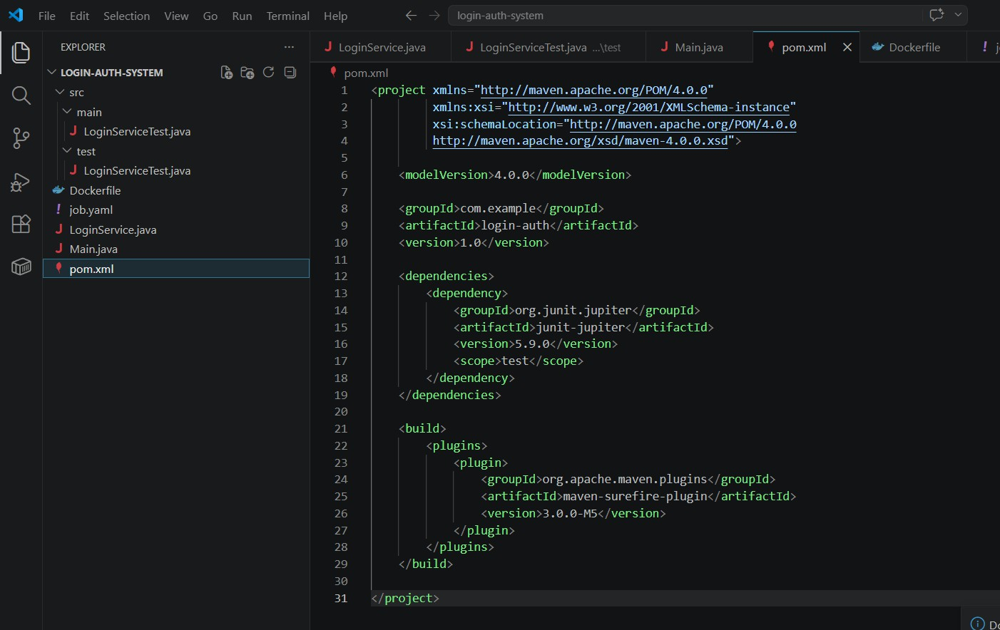 File Edit Selection View Go Run Terminal Help
login-auth-system
EXPLORER
LOGIN-AUTH-SYSTEM
src
main
LoginServiceTest.java
test
LoginServiceTest.java
Dockerfile
job.yaml
LoginService.java
Main.java
pom.xml
LoginService.java LoginServiceTest.java ...\test Main.java pom.xml Dockerfile
pom.xml
1 <project xmlns="http://maven.apache.org/POM/4.0.0"
2 xmlns:xsi="http://www.w3.org/2001/XMLSchema-instance"
3 xsi:schemaLocation="http://maven.apache.org/POM/4.0.0
4 http://maven.apache.org/xsd/maven-4.0.0.xsd">
5
6 <modelVersion>4.0.0</modelVersion>
7
8 <groupId>com.example</groupId>
9 <artifactId>login-auth</artifactId>
10 <version>1.0</version>
11
12 <dependencies>
13 <dependency>
14 <groupId>org.junit.jupiter</groupId>
15 <artifactId>junit-jupiter</artifactId>
16 <version>5.9.0</version>
17 <scope>test</scope>
18 </dependency>
19 </dependencies>
20
21 <build>
22 <plugins>
23 <plugin>
24 <groupId>org.apache.maven.plugins</groupId>
25 <artifactId>maven-surefire-plugin</artifactId>
26 <version>3.0.0-M5</version>
27 </plugin>
28 </plugins>
29 </build>
30
31 </project>